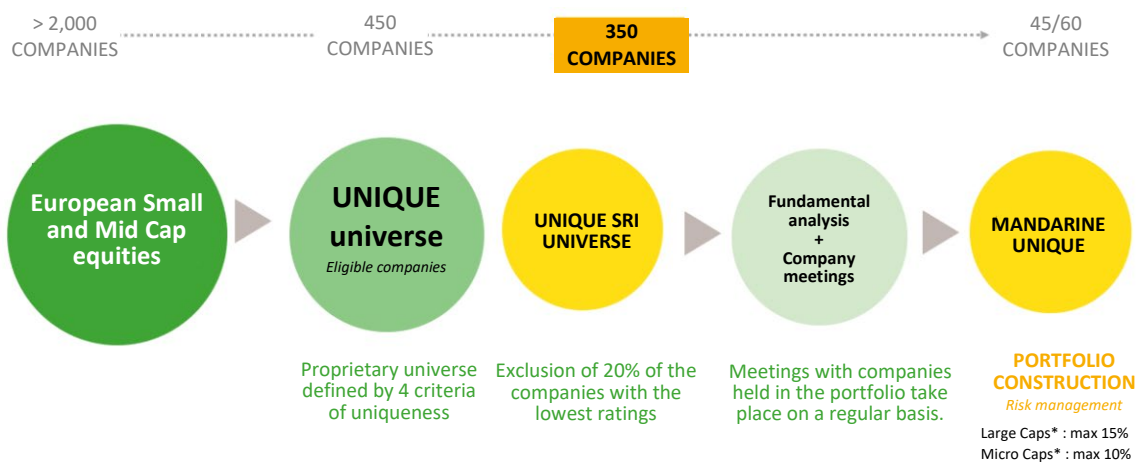 > 2,000
COMPANIES
450
COMPANIES
350
COMPANIES
45/60
COMPANIES
European Small
and Mid Cap
equities
UNIQUE
universe
Eligible companies
UNIQUE SRI
UNIVERSE
Fundamental
analysis
+
Company
meetings
MANDARINE
UNIQUE
Proprietary universe
defined by 4 criteria
of uniqueness
Exclusion of 20% of the
companies with the
lowest ratings
Meetings with companies
held in the portfolio take
place on a regular basis.
PORTFOLIO
CONSTRUCTION
Risk management
Large Caps* : max 15%
Micro Caps* : max 10%